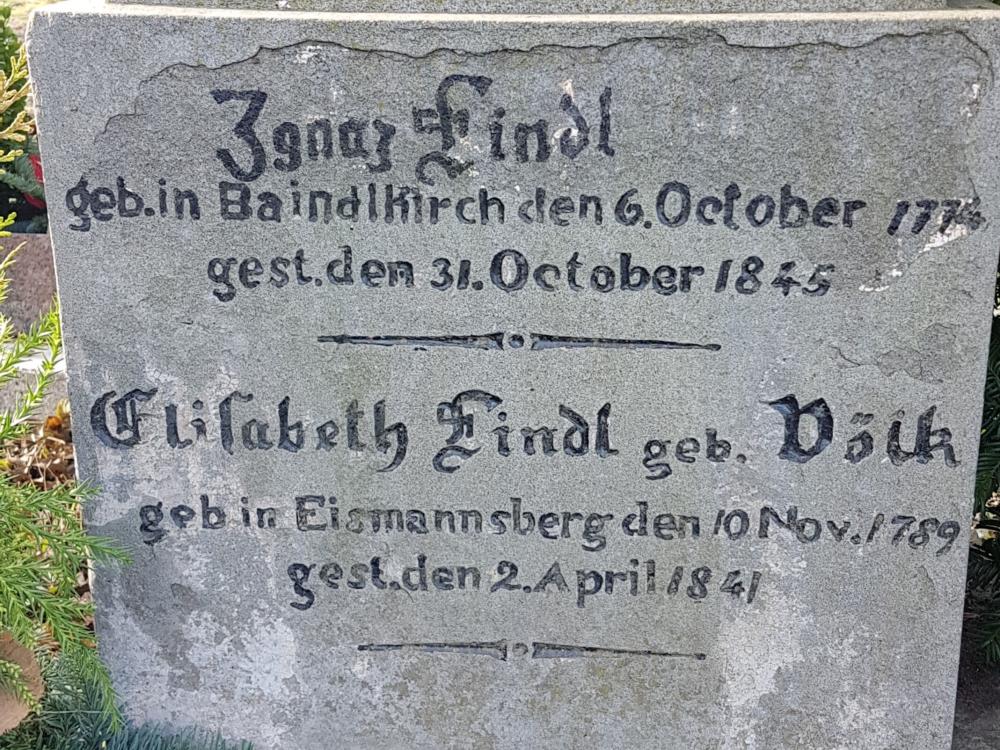 Ignaz Lindl
geb. in Baindlkirch den 6. October 1774
gest. den 31. October 1845
Elisabeth Lindl geb. Völk
geb in Eismannsberg den 10 Nov. 1789
gest. den 2. April 1841